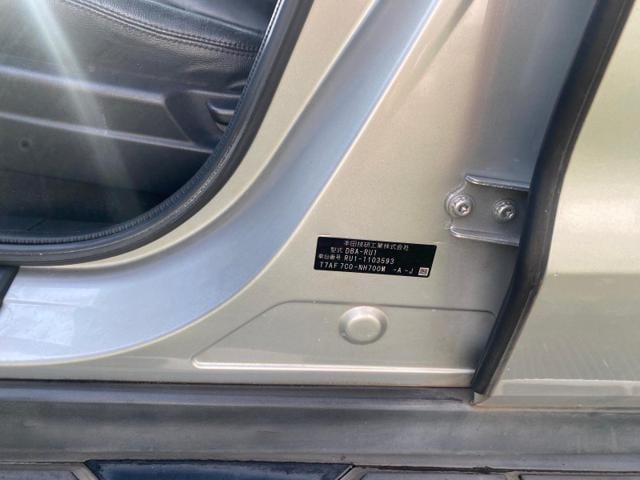 本田技研工業株式会社
型式 DBA-RU1
車台番号 RU1-1103593
T7AF7C0-NH700M -A-J